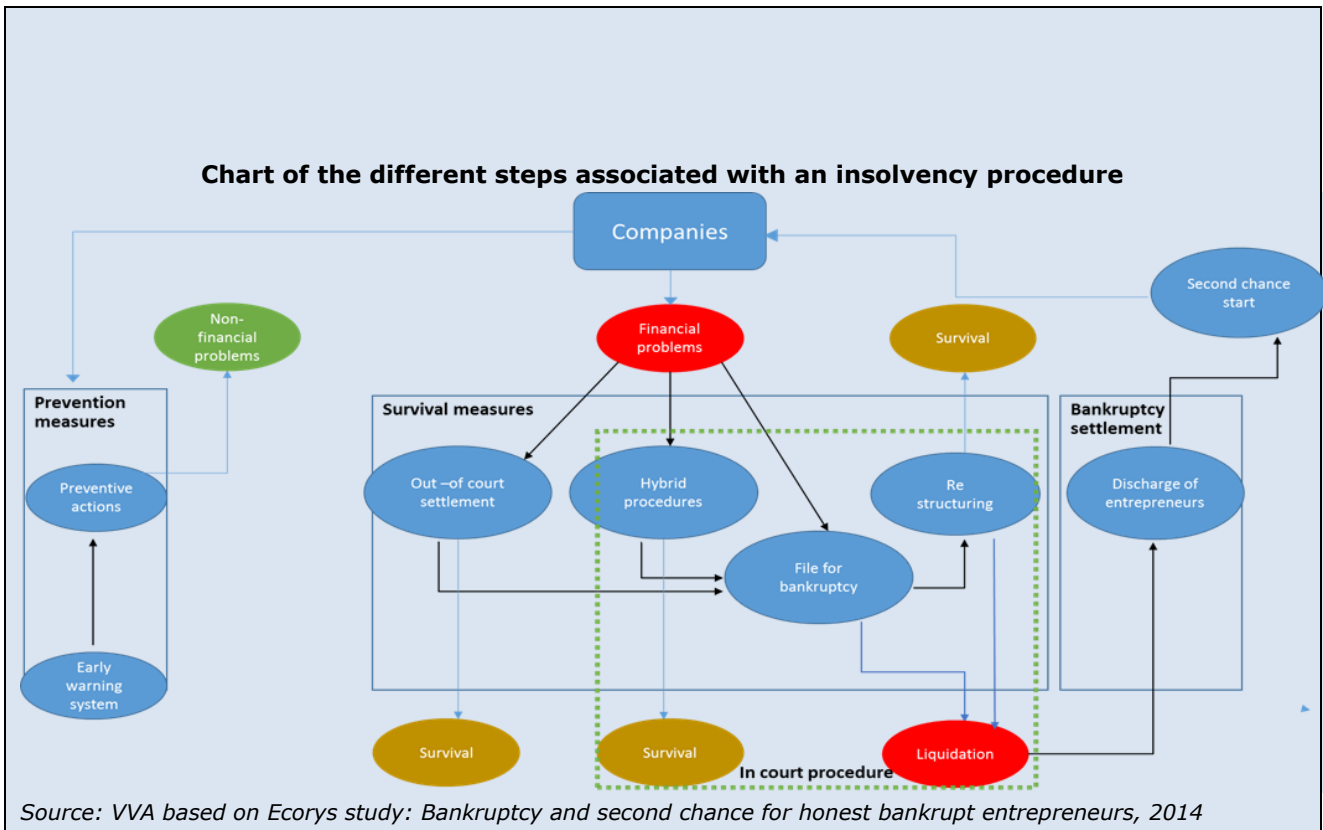 Chart of the different steps associated with an insolvency procedure
Companies
Second chance
start
Non-
financial
problems
Financial
problems
Survival
Prevention
measures
Survival measures
Bankruptcy
settlement
Preventive
actions
Out –of court
settlement
Hybrid
procedures
Re
structuring
Discharge of
entrepreneurs
File for
bankruptcy
Early
warning
system
Survival
Survival
Liquidation
In court procedure
Source: VVA based on Ecorys study: Bankruptcy and second chance for honest bankrupt entrepreneurs, 2014